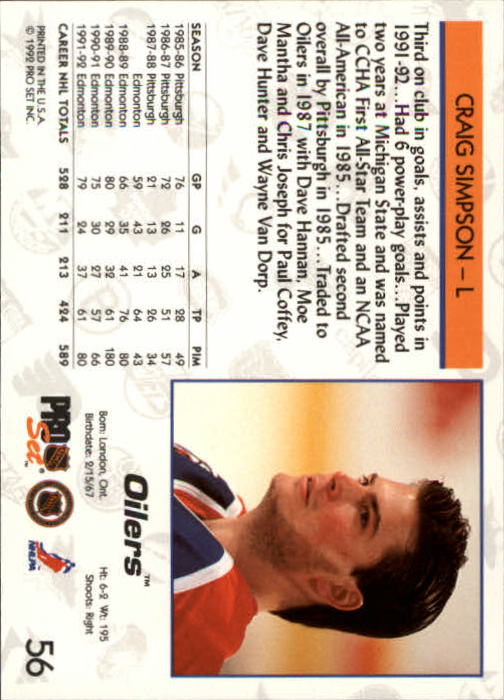 CRAIG SIMPSON – L
Third on club in goals, assists and points in
1991-92...Had 6 power-play goals...Played
two years at Michigan State and was named
to CCHA First All-Star Team and an NCAA
All-American in 1985...Drafted second
overall by Pittsburgh in 1985...Traded to
Oilers in 1987 with Dave Hannan, Moe
Mantha and Chris Joseph for Paul Coffey,
Dave Hunter and Wayne Van Dorp.
SEASON GP G A TP PIM
1985-86 Pittsburgh 76 11 17 28 49
1986-87 Pittsburgh 72 26 25 51 57
1987-88 Pittsburgh 21 13 13 26 34
Edmonton 59 43 21 64 43
1988-89 Edmonton 66 35 41 76 80
1989-90 Edmonton 80 29 32 61 180
1990-91 Edmonton 75 30 27 57 66
1991-92 Edmonton 79 24 37 61 80
CAREER NHL TOTALS 528 211 213 424 589
PRINTED IN THE U.S.A.
© 1992 PRO SET INC.
Oilers™
Born: London, Ont. Ht: 6-2 Wt: 195
Birthdate: 2/15/67 Shoots: Right
PRO Set™ ® NHLPA 56